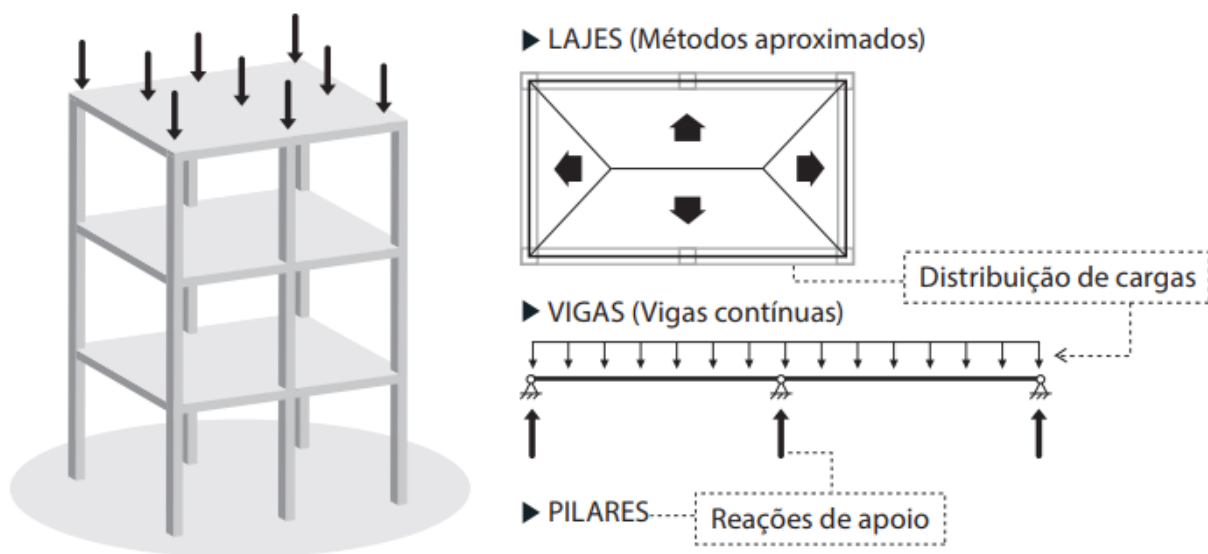 ▶ LAJES (Métodos aproximados)
Distribuição de cargas
▶ VIGAS (Vigas contínuas)
▶ PILARES
Reações de apoio